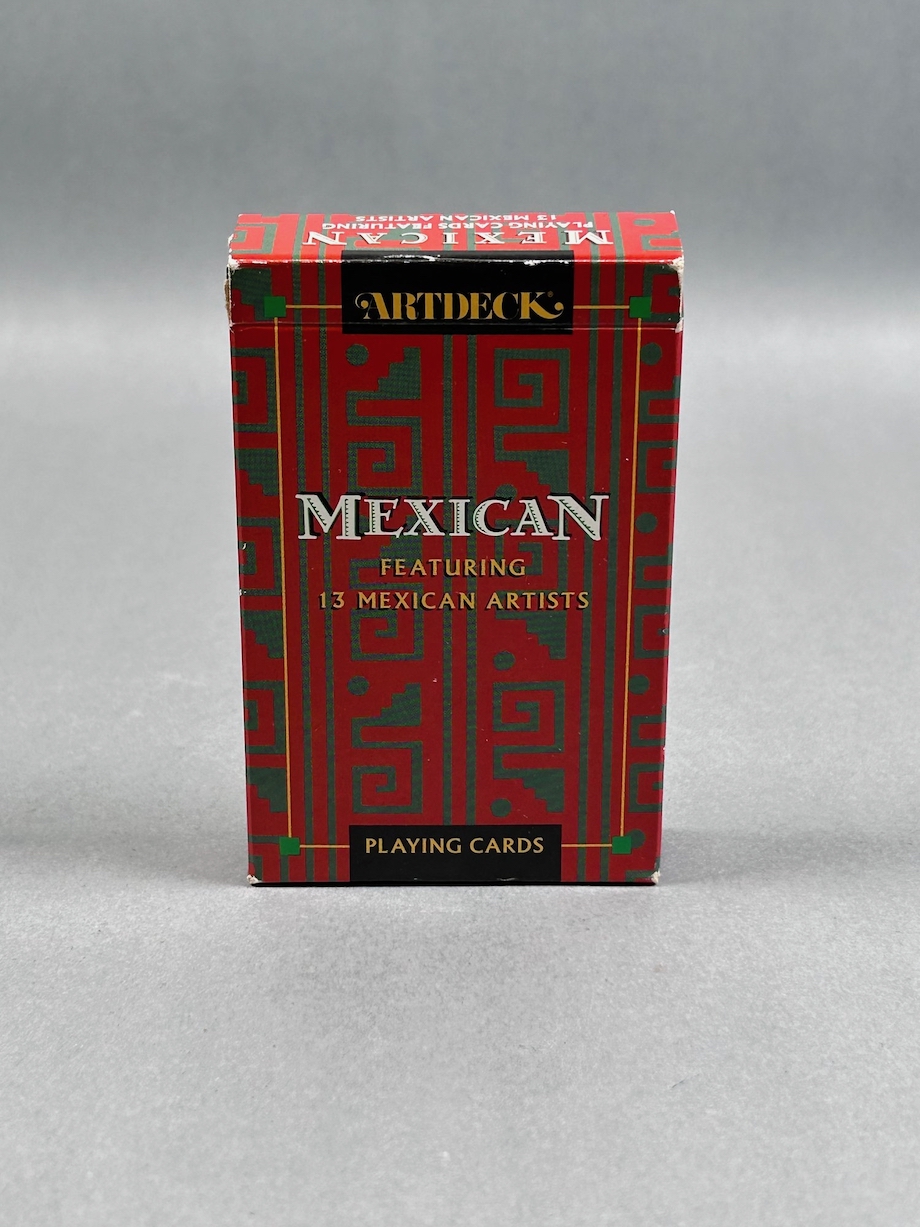 MEXICAN
PLAYING CARDS FEATURING
13 MEXICAN ARTISTS
ARTDECK®
MEXICAN
FEATURING
13 MEXICAN ARTISTS
PLAYING CARDS